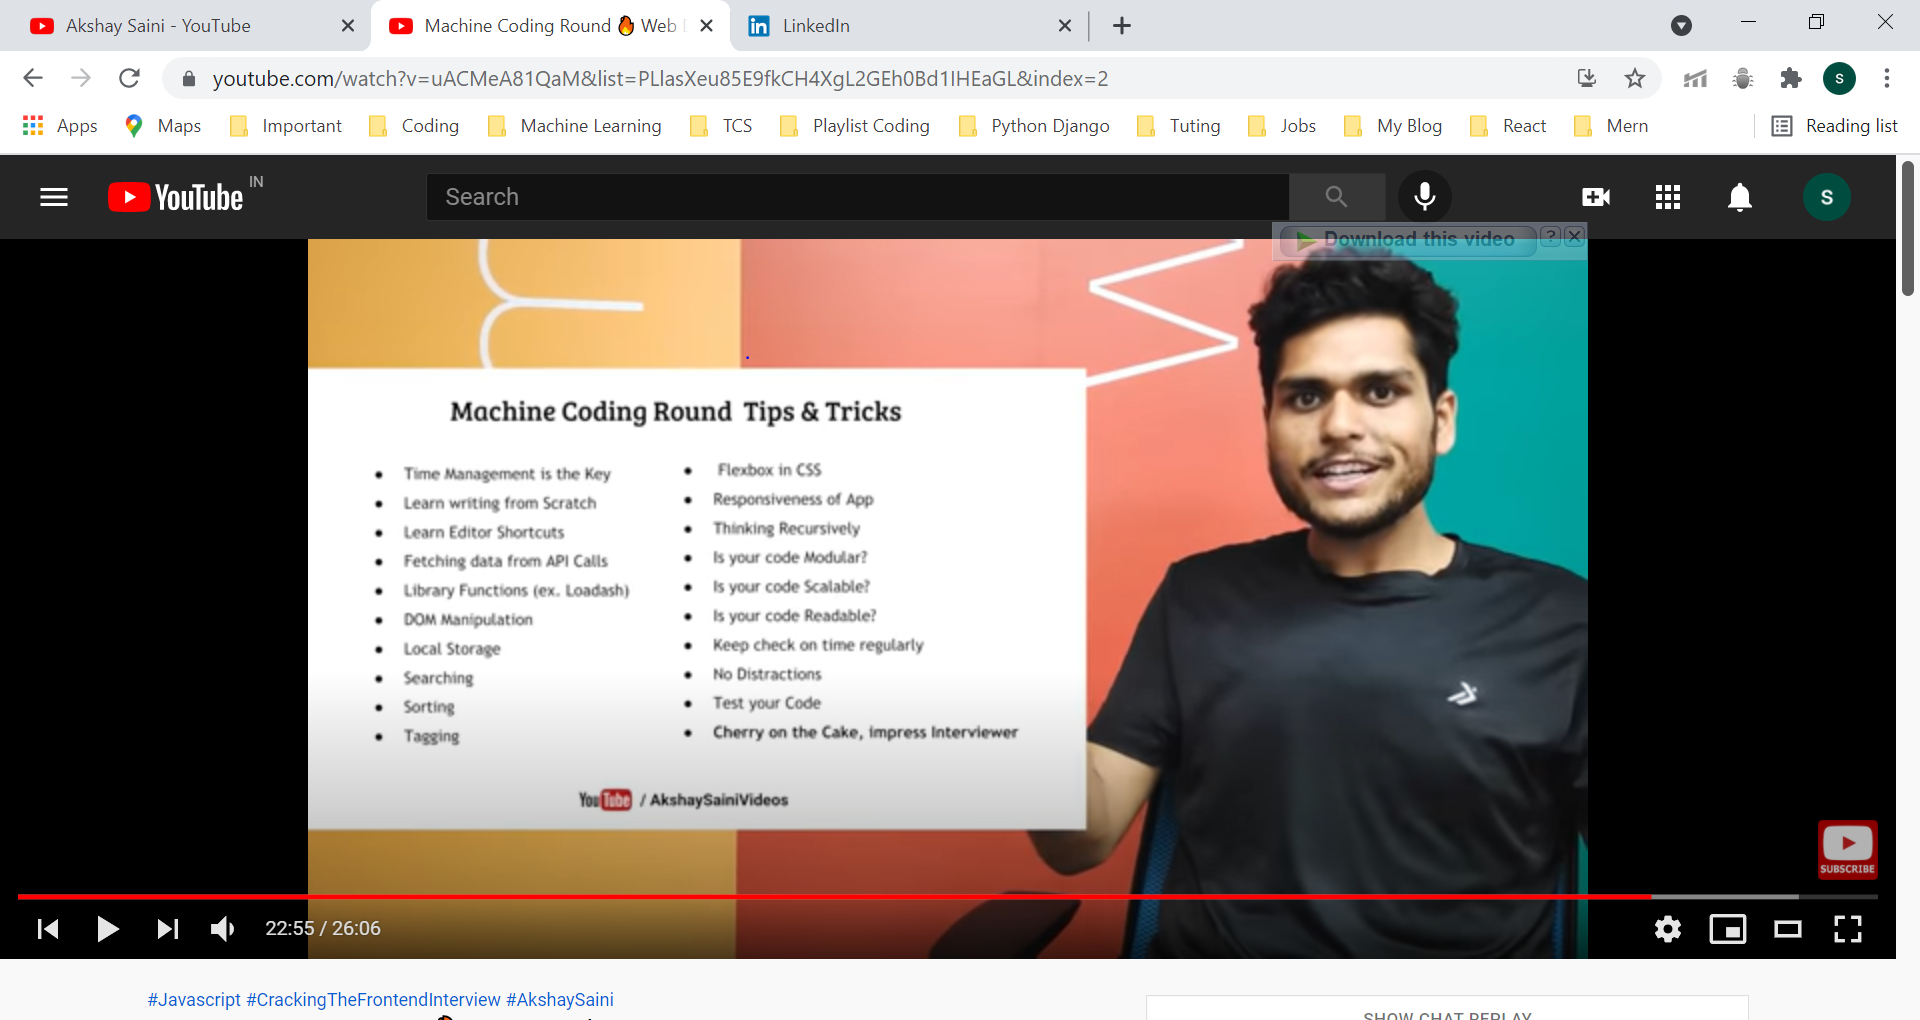 Akshay Saini - YouTube
Machine Coding Round 🔥 Web
LinkedIn
youtube.com/watch?v=uACMeA81QaM&list=PLlasXeu85E9fkCH4XgL2GEh0Bd1IHEaGL&index=2
S
Apps
Maps
Important
Coding
Machine Learning
TCS
Playlist Coding
Python Django
Tuting
Jobs
My Blog
React
Mern
Reading list
YouTube IN
Search
S
Download this video ?
Machine Coding Round Tips & Tricks
Time Management is the Key
Learn writing from Scratch
Learn Editor Shortcuts
Fetching data from API Calls
Library Functions (ex. Loadash)
DOM Manipulation
Local Storage
Searching
Sorting
Tagging
Flexbox in CSS
Responsiveness of App
Thinking Recursively
Is your code Modular?
Is your code Scalable?
Is your code Readable?
Keep check on time regularly
No Distractions
Test your Code
Cherry on the Cake, impress Interviewer
YouTube / AkshaySainiVideos
SUBSCRIBE
22:55 / 26:06
#Javascript #CrackingTheFrontendInterview #AkshaySaini
SHOW CHAT REPLAY